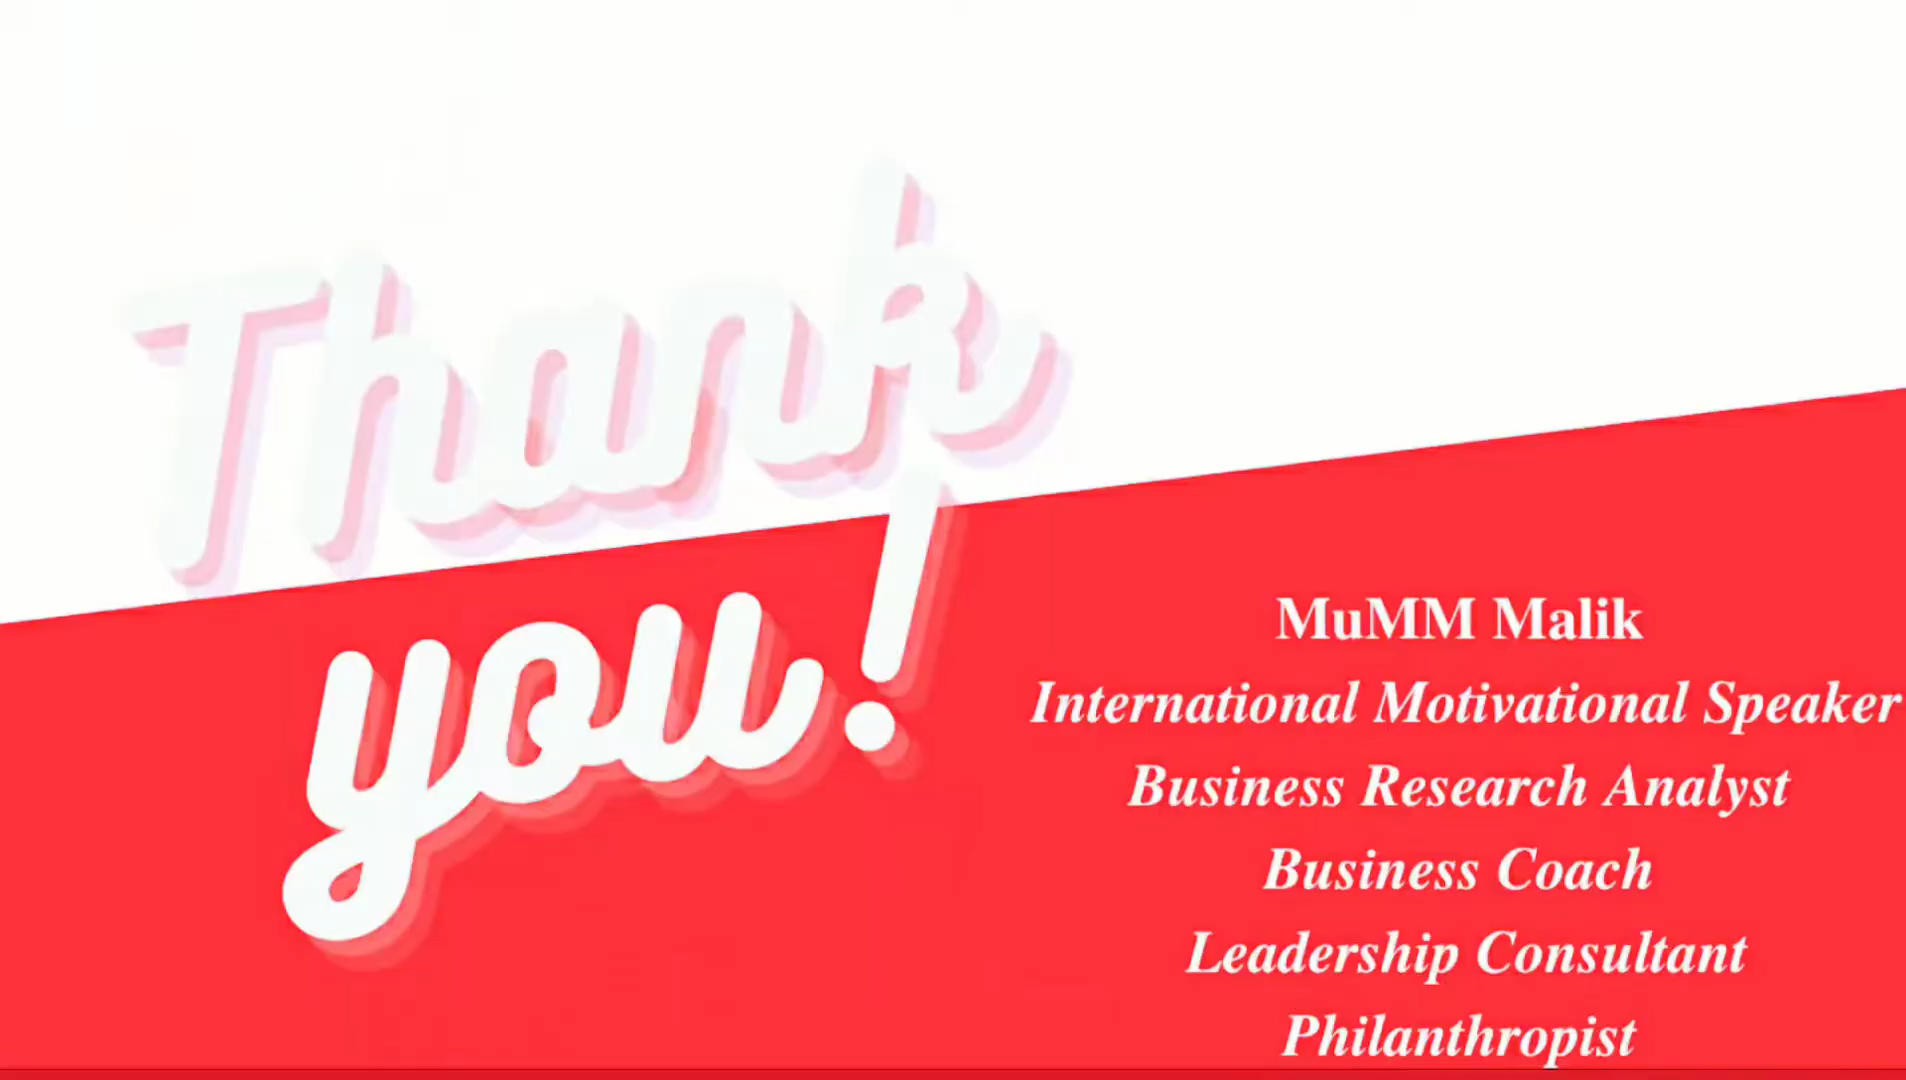 Thank
you!
MuMM Malik
International Motivational Speaker
Business Research Analyst
Business Coach
Leadership Consultant
Philanthropist